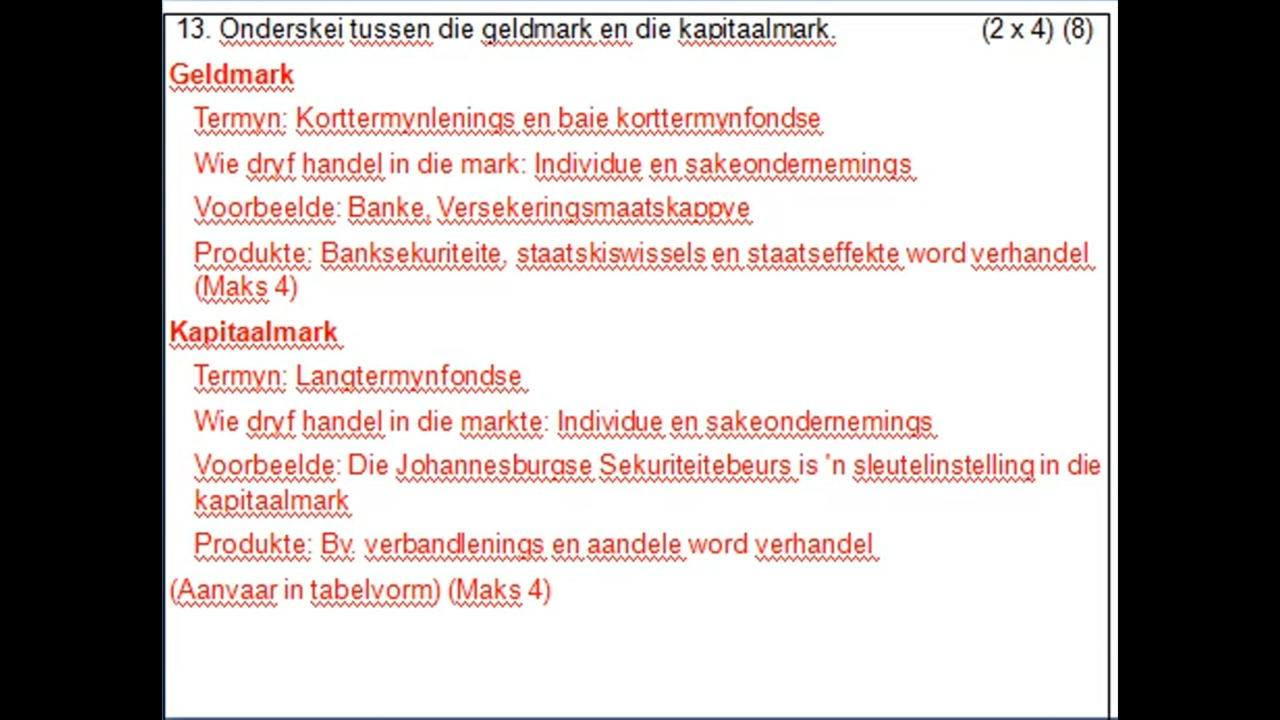 13. Onderskei tussen die geldmark en die kapitaalmark. (2 x 4) (8)
Geldmark
Termyn: Korttermynlenings en baie korttermynfondse
Wie dryf handel in die mark: Individue en sakeondernemings
Voorbeelde: Banke, Versekeringsmaatskappye
Produkte: Banksekuriteite, staatskiswissels en staatseffekte word verhandel
(Maks 4)
Kapitaalmark
Termyn: Langtermynfondse
Wie dryf handel in die markte: Individue en sakeondernemings
Voorbeelde: Die Johannesburgse Sekuriteitebeurs is 'n sleutelinstelling in die
kapitaalmark
Produkte: Bv. verbandlenings en aandele word verhandel
(Aanvaar in tabelvorm) (Maks 4)